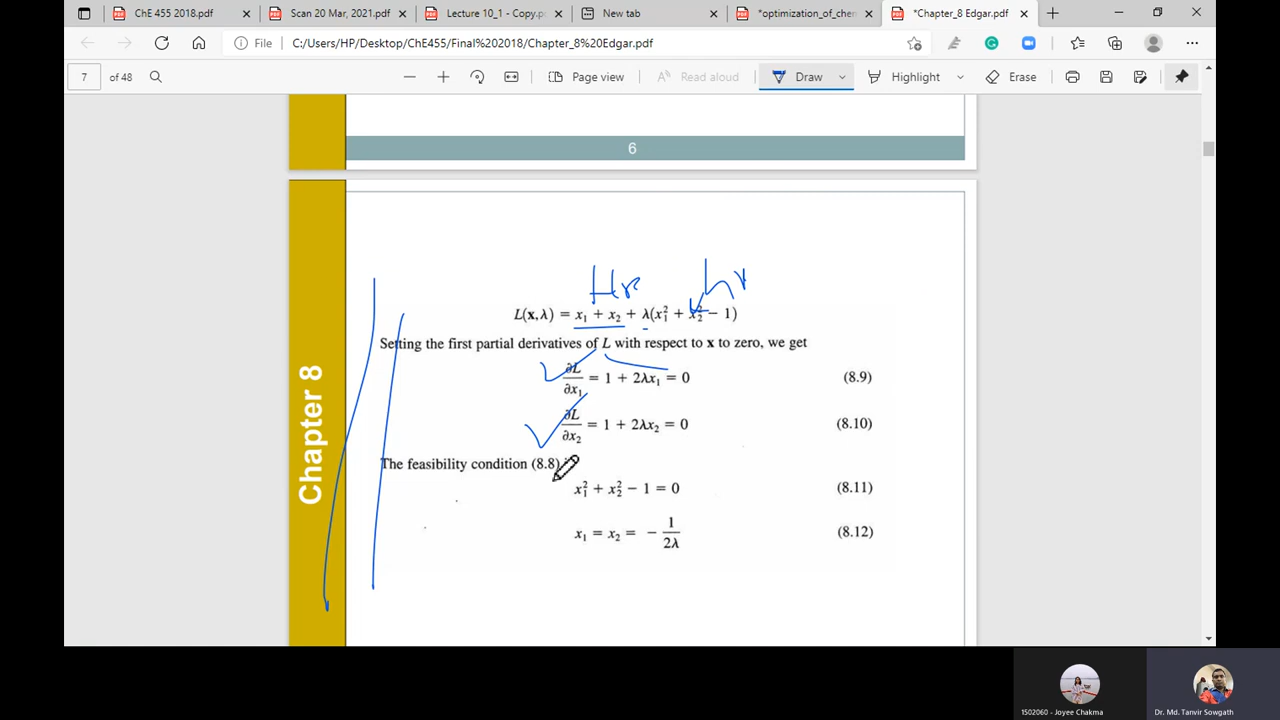 ChE 455 2018.pdf
Scan 20 Mar, 2021.pdf
Lecture 10_1 - Copy.p
New tab
*optimization_of_chem
*Chapter_8 Edgar.pdf
File
C:/Users/HP/Desktop/ChE455/Final%202018/Chapter_8%20Edgar.pdf
7 of 48
Page view
Read aloud
Draw
Highlight
Erase
6
Chapter 8
L(x,λ) = x₁ + x₂ + λ(x₁² + x₂² − 1)
Setting the first partial derivatives of L with respect to x to zero, we get
∂L/∂x₁ = 1 + 2λx₁ = 0 (8.9)
∂L/∂x₂ = 1 + 2λx₂ = 0 (8.10)
The feasibility condition (8.8)
x₁² + x₂² − 1 = 0 (8.11)
x₁ = x₂ = − 1/2λ (8.12)
1502060 - Joyee Chakma
Dr. Md. Tanvir Sowgath